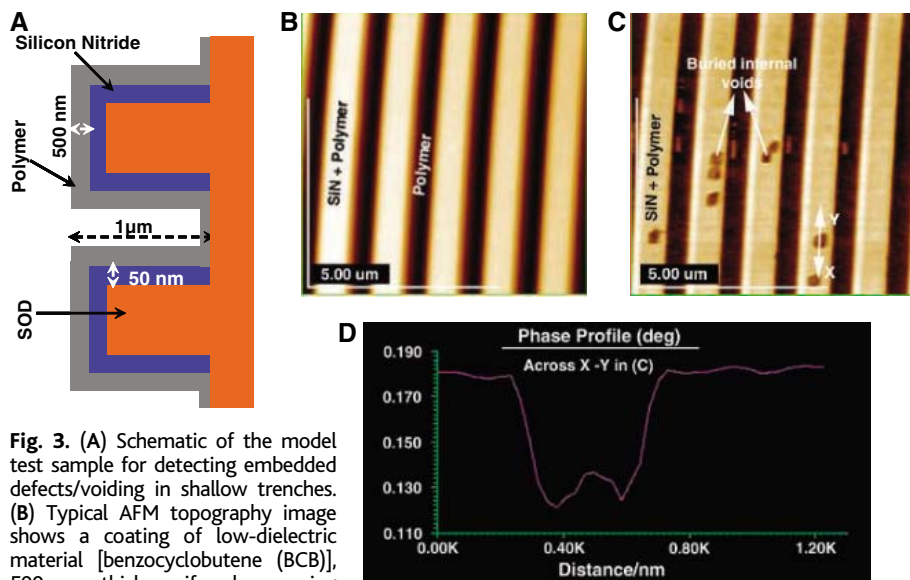 A
Silicon Nitride
500 nm
Polymer
1µm
50 nm
SOD
B
SiN + Polymer
Polymer
5.00 um
C
Buried internal
voids
SiN + Polymer
Y
X
5.00 um
D
Phase Profile (deg)
Across X -Y in (C)
0.190
0.170
0.150
0.130
0.110
0.00K
0.40K
0.80K
1.20K
Distance/nm
Fig. 3. (A) Schematic of the model
test sample for detecting embedded
defects/voiding in shallow trenches.
(B) Typical AFM topography image
shows a coating of low-dielectric
material [benzocyclobutene (BCB)],